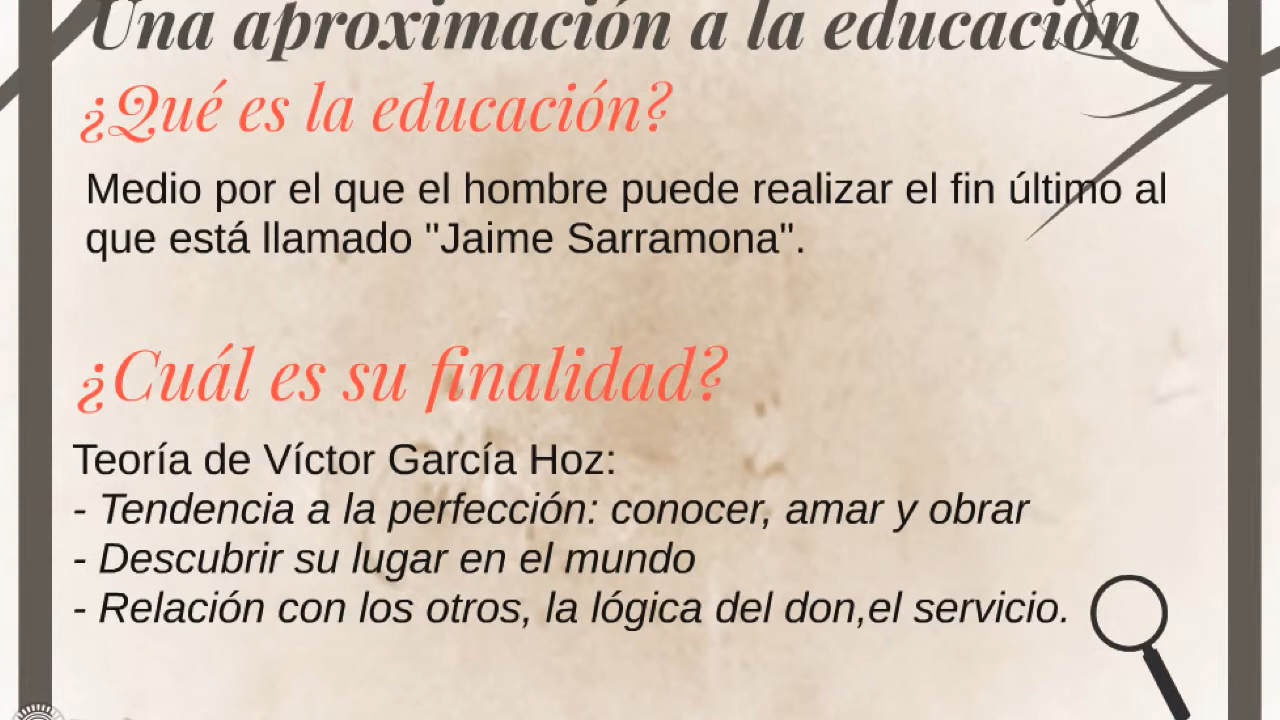 Una aproximación a la educación
¿Qué es la educación?
Medio por el que el hombre puede realizar el fin último al
que está llamado "Jaime Sarramona".
¿Cuál es su finalidad?
Teoría de Víctor García Hoz:
- Tendencia a la perfección: conocer, amar y obrar
- Descubrir su lugar en el mundo
- Relación con los otros, la lógica del don,el servicio.